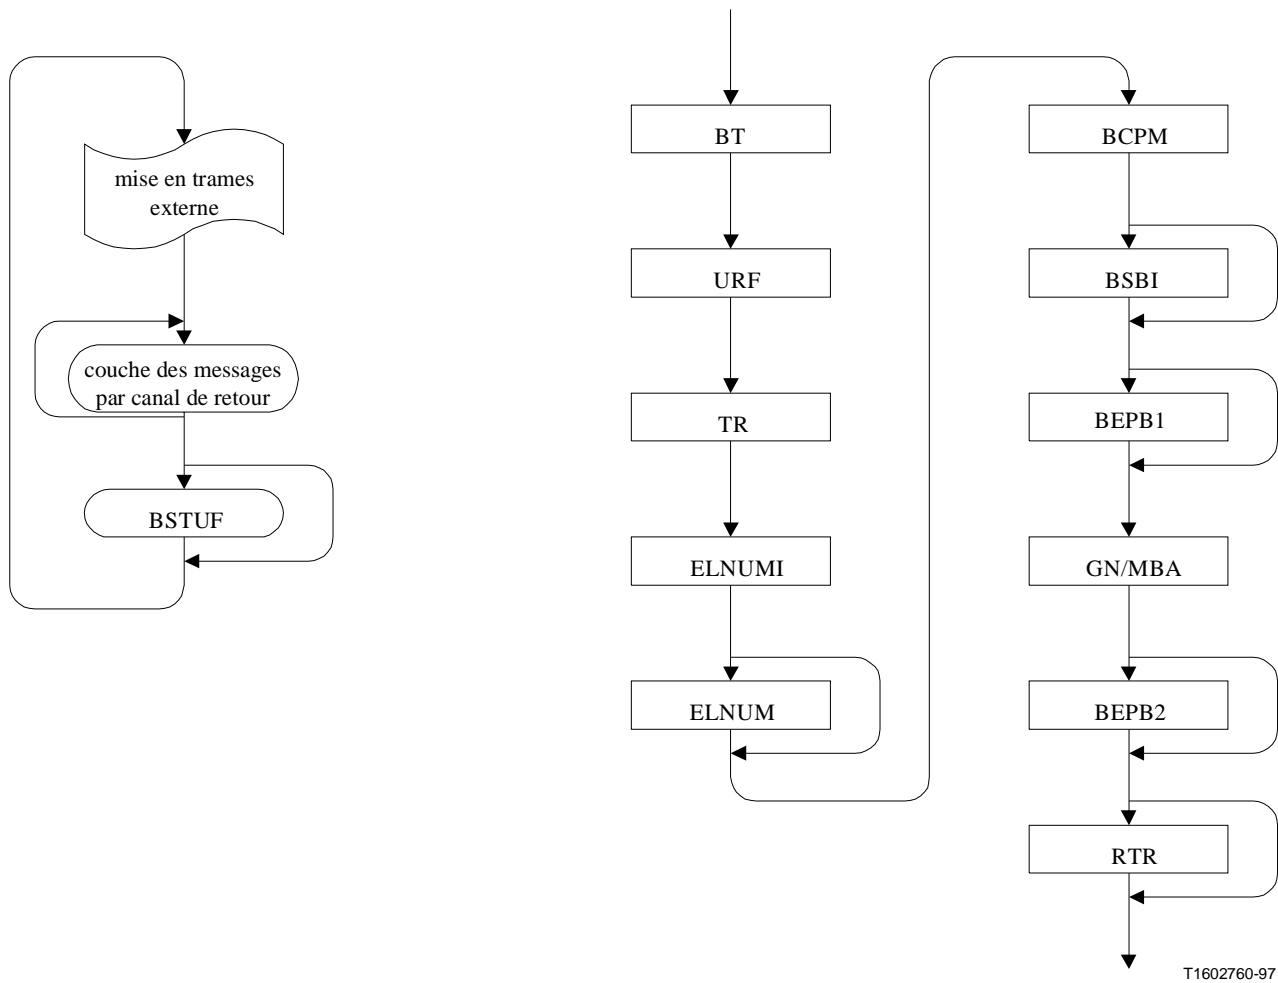 mise en trames
externe
couche des messages
par canal de retour
BSTUF
BT
URF
TR
ELNUMI
ELNUM
BCPM
BSBI
BEPB1
GN/MBA
BEPB2
RTR
T1602760-97